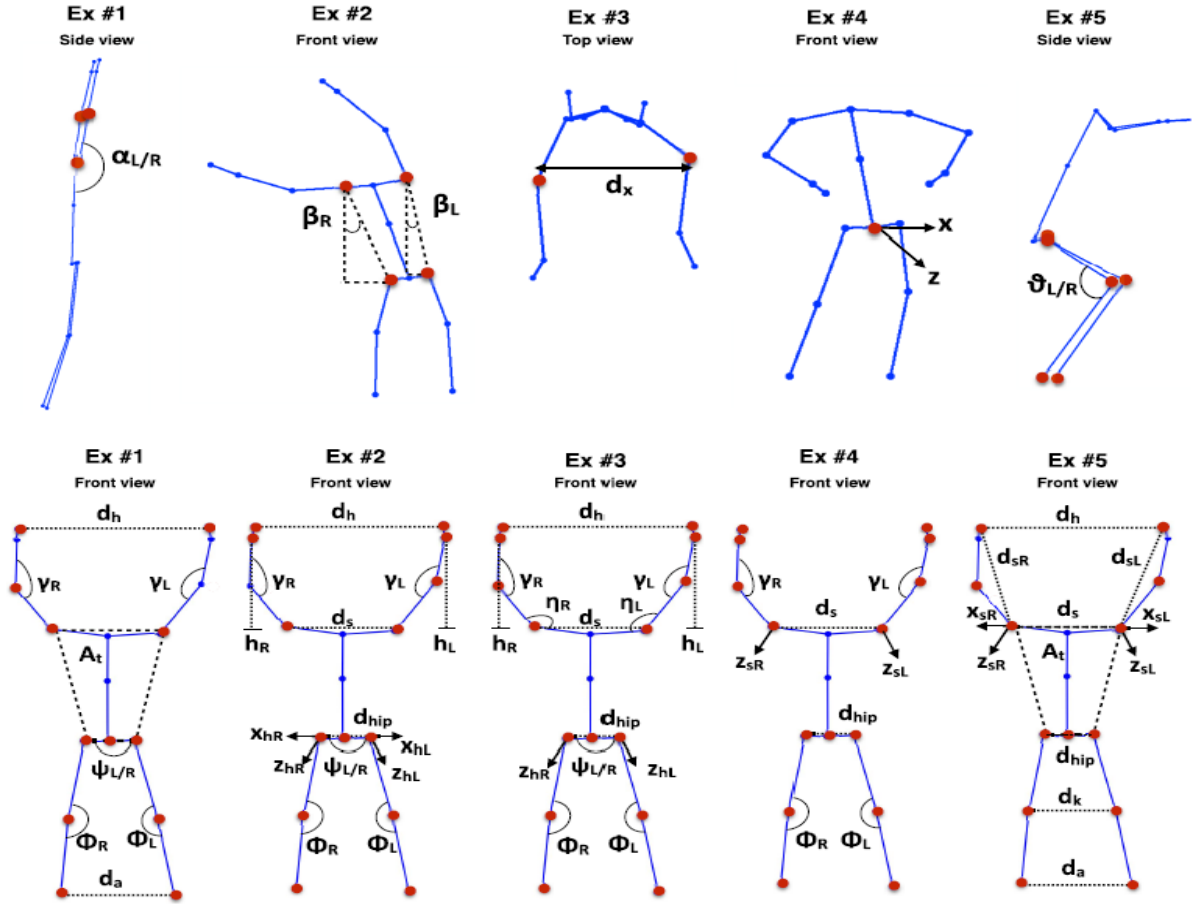 Ex #1 Ex #2 Ex #3 Ex #4 Ex #5
Side view Front view Top view Front view Side view
αL/R
βR βL
dx
x
z
ϑL/R
Ex #1 Ex #2 Ex #3 Ex #4 Ex #5
Front view Front view Front view Front view Front view
dh dh dh dh
dsR dsL
γR γL γR γL γR γL γR γL
ηR ηL
ds ds ds xsR ds xsL
At hR hL hR hL zsR zsL zsR At zsL
dhip dhip dhip dhip
xhR xhL
ψL/R zhR ψL/R zhL zhR ψL/R zhL
dk
ΦR ΦL ΦR ΦL ΦR ΦL ΦR ΦL
da da